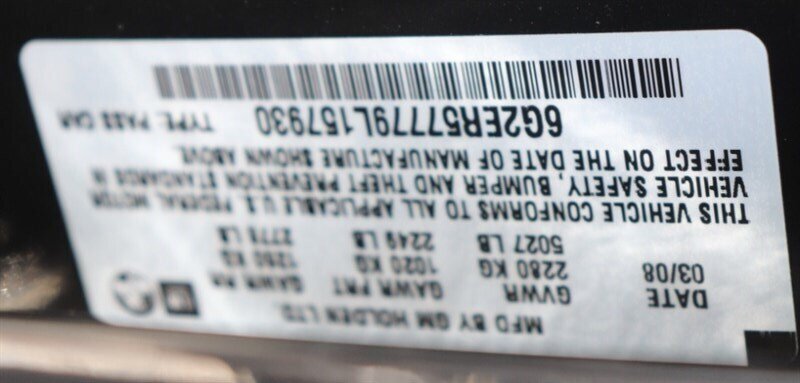 MFD BY GM HOLDEN LTD.
DATE GVWR GAWR FRT GAWR RR
03/08 2280 KG 1020 KG 1260 KG
5027 LB 2249 LB 2778 LB
THIS VEHICLE CONFORMS TO ALL APPLICABLE U.S. FEDERAL MOTOR
VEHICLE SAFETY, BUMPER AND THEFT PREVENTION STANDARDS IN
EFFECT ON THE DATE OF MANUFACTURE SHOWN ABOVE.
6G2ER57779L157930 TYPE: PASS CAR